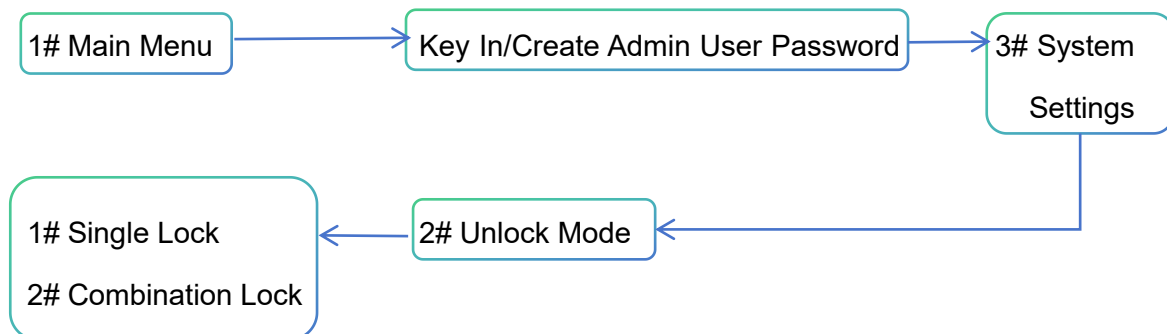 1# Main Menu
Key In/Create Admin User Password
3# System
Settings
2# Unlock Mode
1# Single Lock
2# Combination Lock